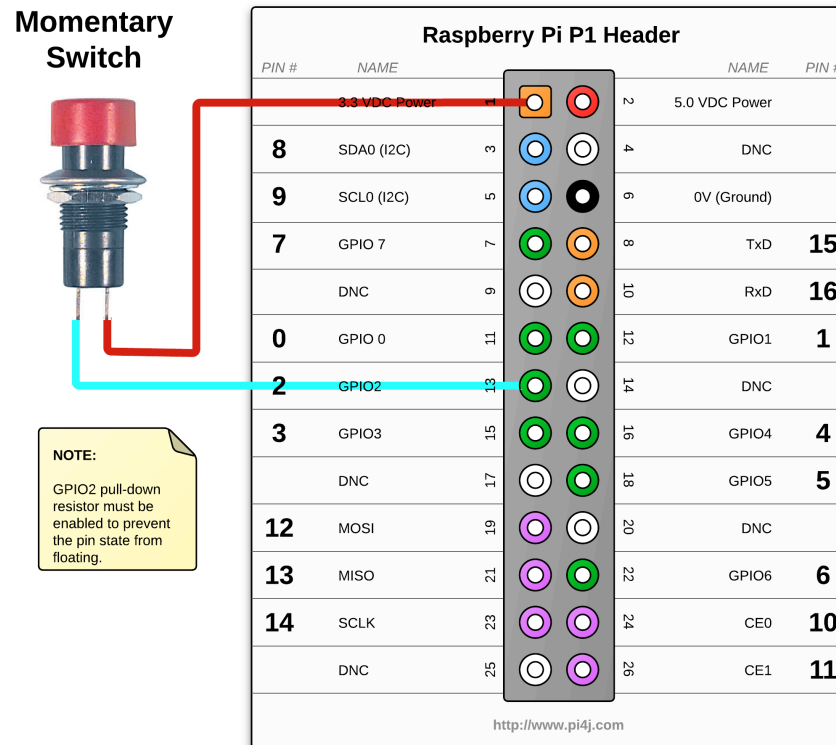 Momentary
Switch
Raspberry Pi P1 Header
PIN # NAME NAME PIN #
3.3 VDC Power 1 2 5.0 VDC Power
8 SDA0 (I2C) 3 4 DNC
9 SCL0 (I2C) 5 6 0V (Ground)
7 GPIO 7 7 8 TxD 15
DNC 9 10 RxD 16
0 GPIO 0 11 12 GPIO1 1
2 GPIO2 13 14 DNC
3 GPIO3 15 16 GPIO4 4
DNC 17 18 GPIO5 5
12 MOSI 19 20 DNC
13 MISO 21 22 GPIO6 6
14 SCLK 23 24 CE0 10
DNC 25 26 CE1 11
http://www.pi4j.com
NOTE:
GPIO2 pull-down
resistor must be
enabled to prevent
the pin state from
floating.